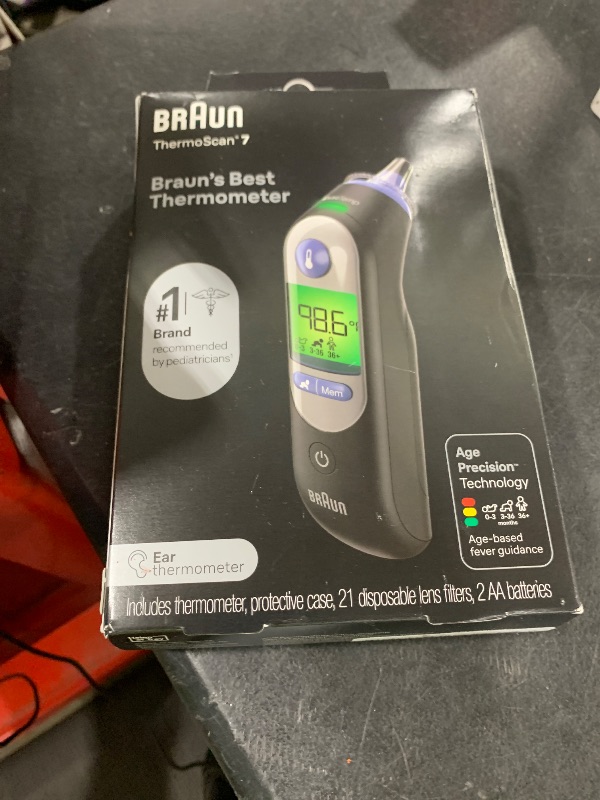 BRAUN
ThermoScan® 7
Braun's Best
Thermometer
#1
Brand
recommended
by pediatricians*
98.6°F
3-36 36+
Mem
BRAUN
Age
Precision™
Technology
0-3 3-36 36+
months
Age-based
fever guidance
Ear
thermometer
Includes thermometer, protective case, 21 disposable lens filters, 2 AA batteries